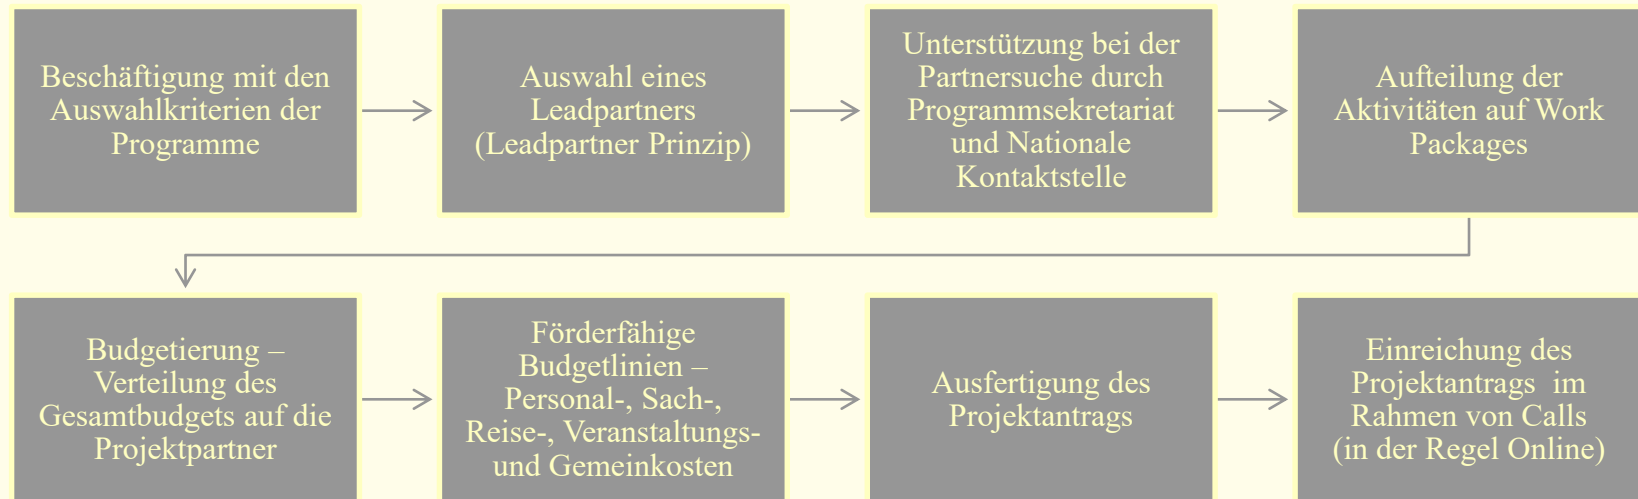 Beschäftigung mit den
Auswahlkriterien der
Programme
Auswahl eines
Leadpartners
(Leadpartner Prinzip)
Unterstützung bei der
Partnersuche durch
Programmsekretariat
und Nationale
Kontaktstelle
Aufteilung der
Aktivitäten auf Work
Packages
Budgetierung –
Verteilung des
Gesamtbudgets auf die
Projektpartner
Förderfähige
Budgetlinien –
Personal-, Sach-,
Reise-, Veranstaltungs-
und Gemeinkosten
Ausfertigung des
Projektantrags
Einreichung des
Projektantrags im
Rahmen von Calls
(in der Regel Online)